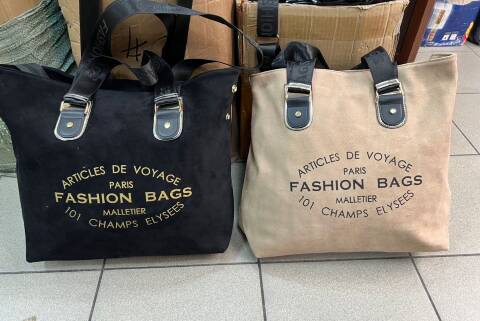 ARTICLES DE VOYAGE
PARIS
FASHION BAGS
MALLETIER
101 CHAMPS ELYSEES
ARTICLES DE VOYAGE
PARIS
FASHION BAGS
MALLETIER
101 CHAMPS ELYSEES